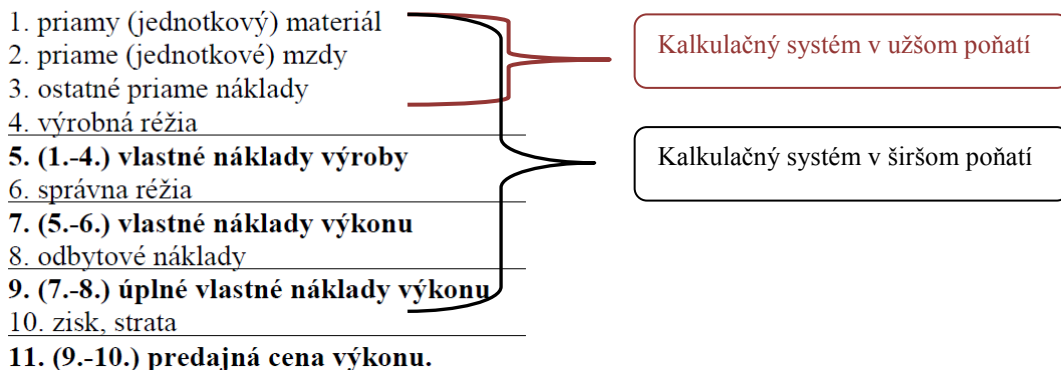 1. priamy (jednotkový) materiál
2. priame (jednotkové) mzdy
3. ostatné priame náklady
4. výrobná réžia
5. (1.-4.) vlastné náklady výroby
6. správna réžia
7. (5.-6.) vlastné náklady výkonu
8. odbytové náklady
9. (7.-8.) úplné vlastné náklady výkonu
10. zisk, strata
11. (9.-10.) predajná cena výkonu.
Kalkulačný systém v užšom poňatí
Kalkulačný systém v širšom poňatí